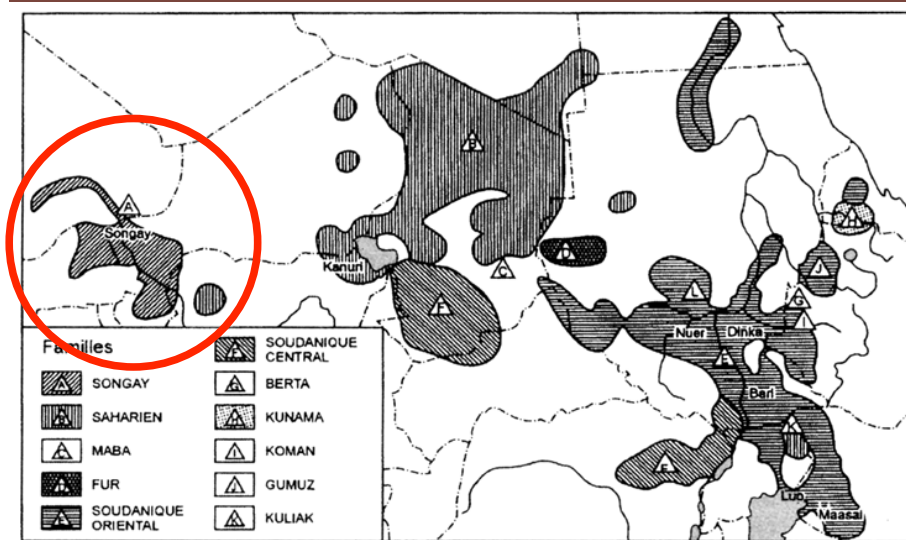 B
A
Songay
H
Kanuri
D
C
J
L
G
F
I
Nuer
Dinka
E
Bari
K
F
Luo
Maasai
Familles
A SONGAY
B SAHARIEN
C MABA
D FUR
E SOUDANIQUE
ORIENTAL
F SOUDANIQUE
CENTRAL
G BERTA
H KUNAMA
I KOMAN
J GUMUZ
K KULIAK